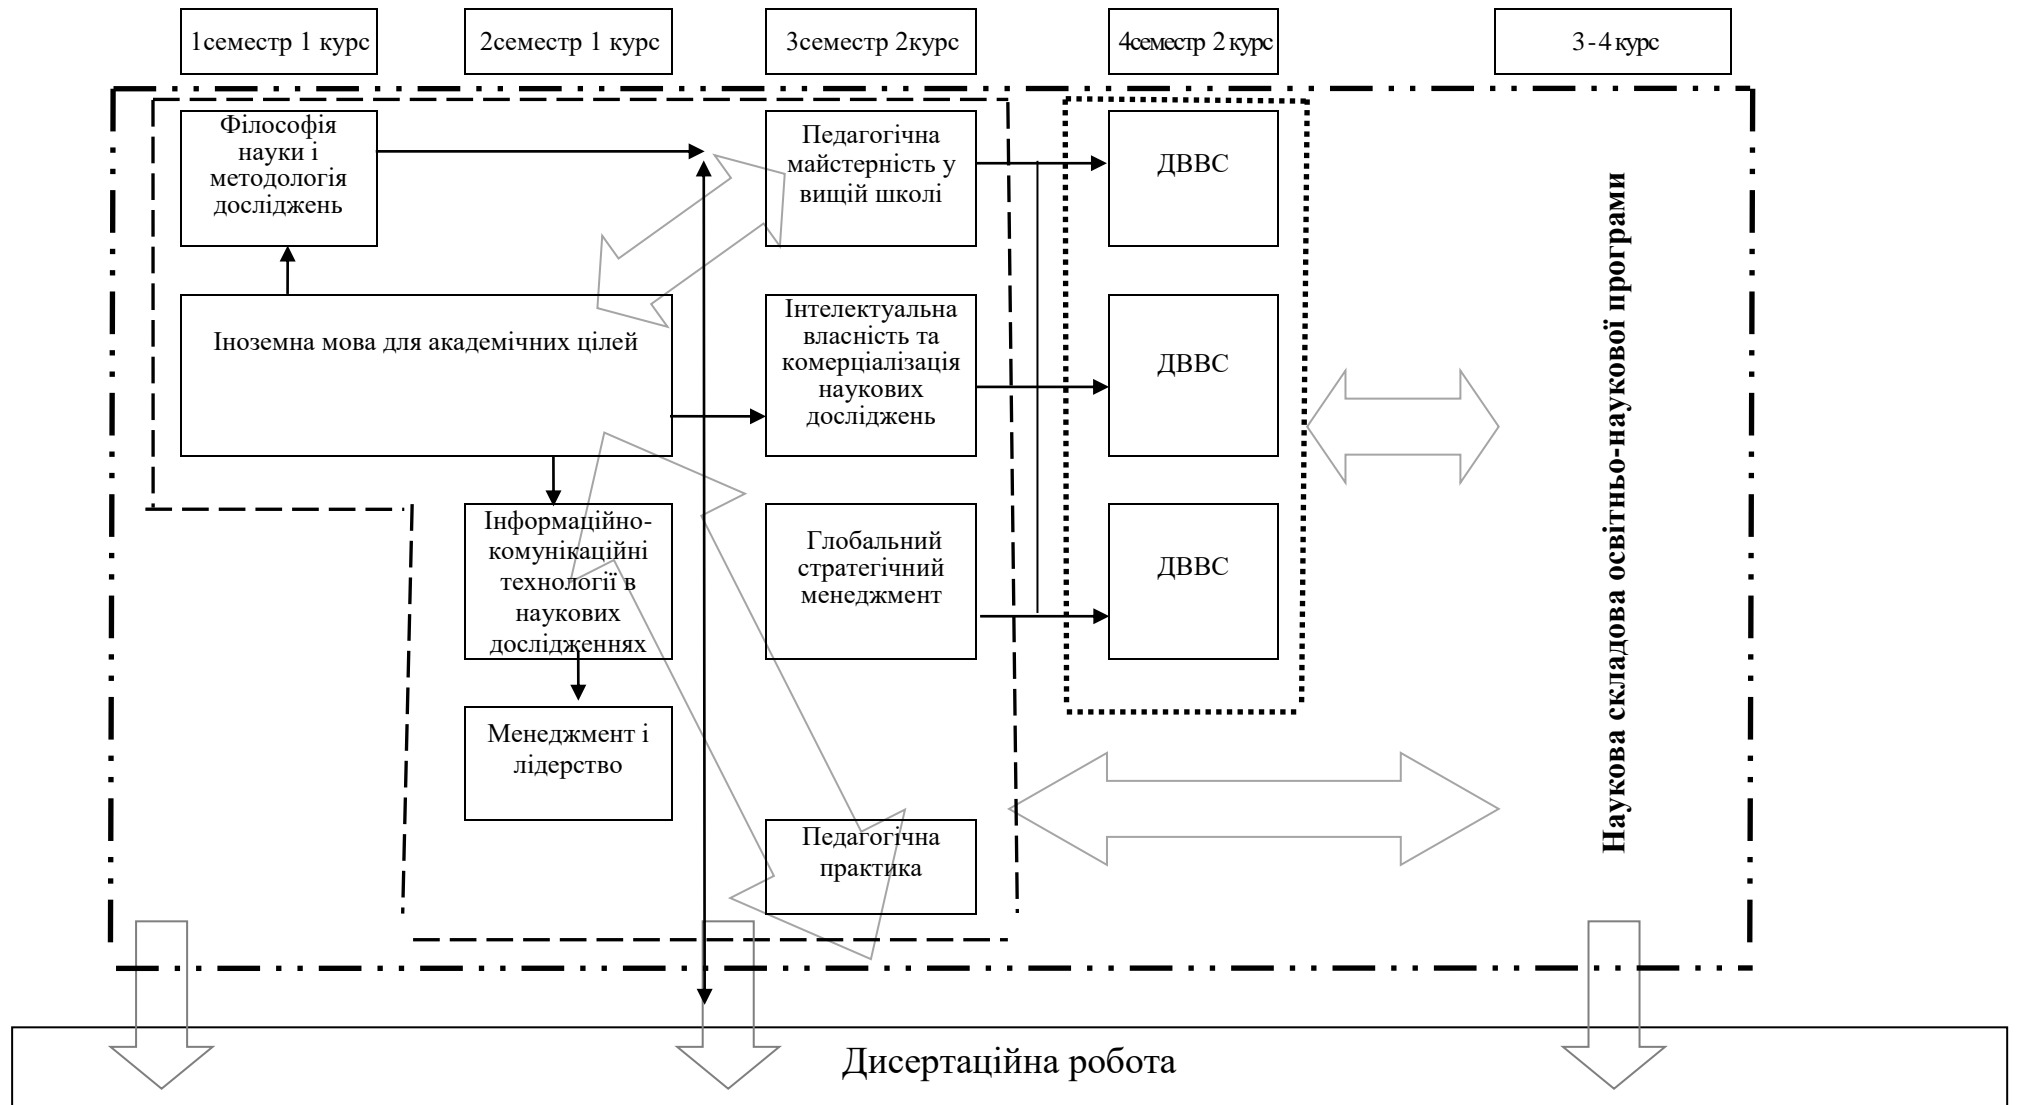 1семестр 1 курс
2семестр 1 курс
3семестр 2курс
4семестр 2 курс
3-4 курс
Філософія
науки і
методологія
досліджень
Педагогічна
майстерність у
вищій школі
ДВВС
Іноземна мова для академічних цілей
Інтелектуальна
власність та
комерціалізація
наукових
досліджень
ДВВС
Інформаційно-
комунікаційні
технології в
наукових
дослідженнях
Глобальний
стратегічний
менеджмент
ДВВС
Менеджмент і
лідерство
Педагогічна
практика
Наукова складова освітньо-наукової програми
Дисертаційна робота